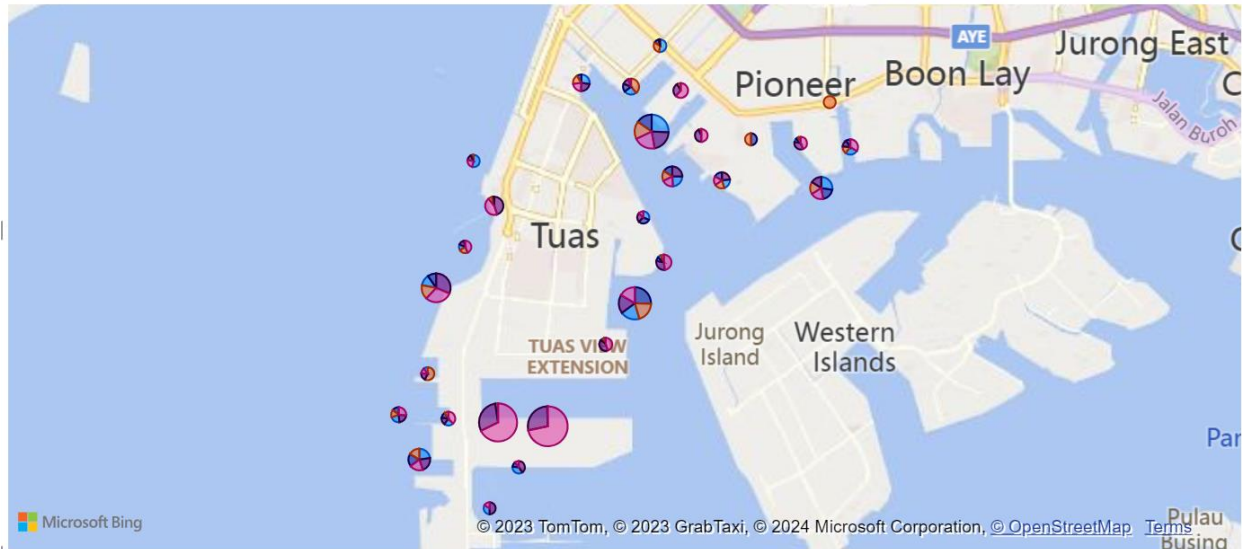 AYE
Jurong East
Boon Lay
Pioneer
Jalan Buroh
Tuas
Jurong
Island
Western
Islands
TUAS VIEW
EXTENSION
Microsoft Bing
© 2023 TomTom, © 2023 GrabTaxi, © 2024 Microsoft Corporation, © OpenStreetMap Terms
Pulau
Busing